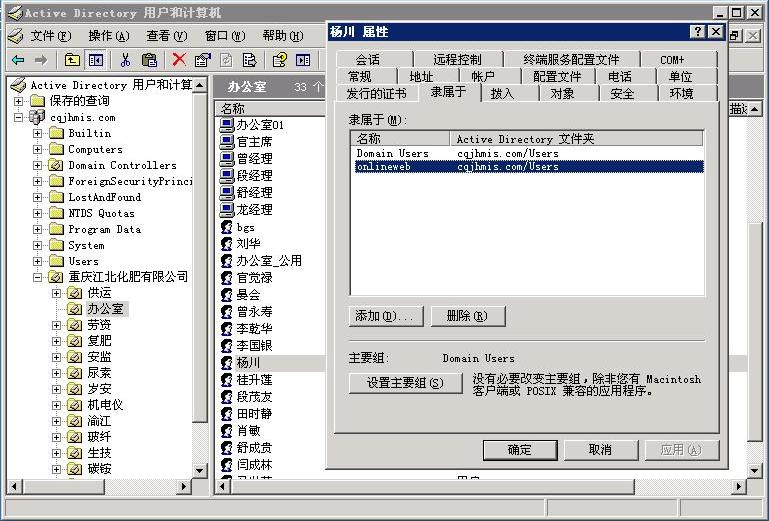 Active Directory 用户和计算机
文件(F) 操作(A) 查看(V) 窗口(W) 帮助(H)
Active Directory 用户和计算
保存的查询
cqjhmis.com
Builtin
Computers
Domain Controllers
ForeignSecurityPrinci
LostAndFound
NTDS Quotas
Program Data
System
Users
重庆江北化肥有限公司
供运
办公室
劳资
复肥
安监
尿素
岁安
机电仪
渝江
玻纤
生技
碳铵
办公室 33 个
名称
描述
办公室01
官主席
曾经理
段经理
舒经理
龙经理
bgs
刘华
办公室_公用
官觉禄
晏会
曾永寿
李乾华
李国银
杨川
桂升莲
段茂友
田时静
肖敏
舒成贵
闫成林
杨川 属性
会话 远程控制 终端服务配置文件 COM+
常规 地址 帐户 配置文件 电话 单位
发行的证书 隶属于 拨入 对象 安全 环境
隶属于(M):
名称 Active Directory 文件夹
Domain Users cqjhmis.com/Users
onlineweb cqjhmis.com/Users
添加(D)... 删除(R)
主要组: Domain Users
设置主要组(S)
没有必要改变主要组，除非您有 Macintosh
客户端或 POSIX 兼容的应用程序。
确定 取消 应用(A)